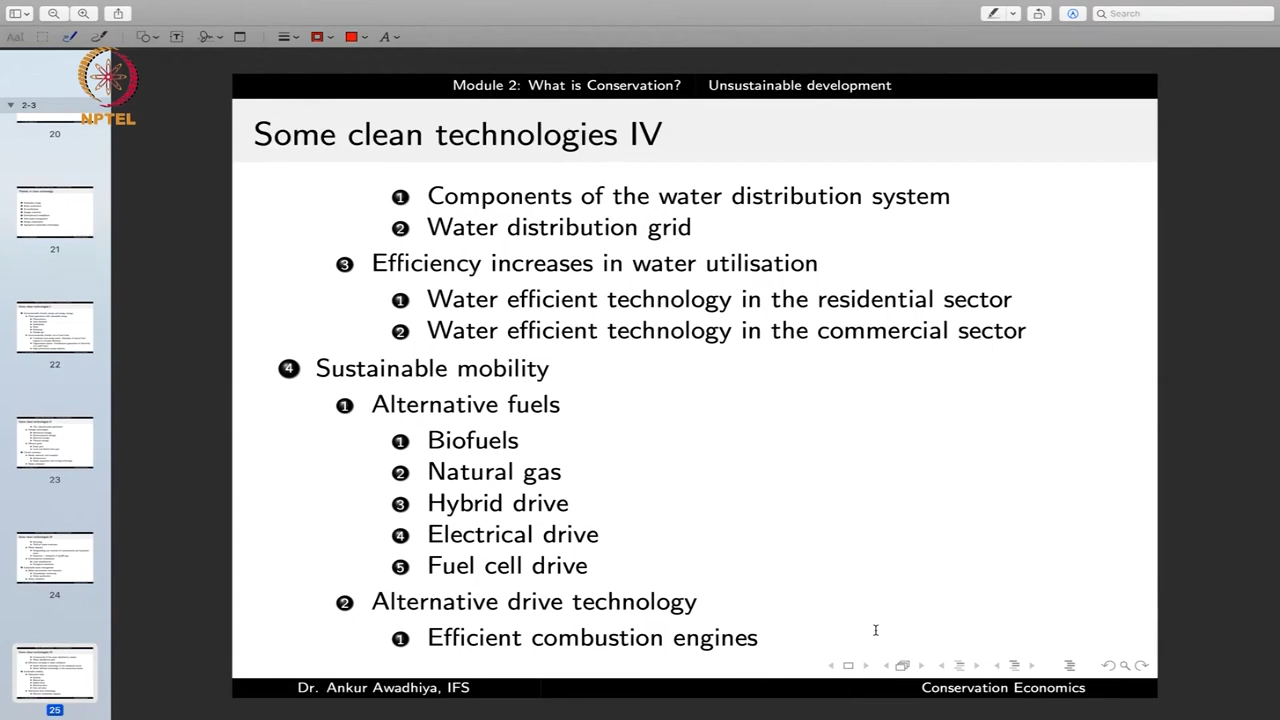 Search
A
NPTEL
2-3
20
21
22
23
24
25
Module 2: What is Conservation? Unsustainable development
Some clean technologies IV
1 Components of the water distribution system
2 Water distribution grid
3 Efficiency increases in water utilisation
1 Water efficient technology in the residential sector
2 Water efficient technology in the commercial sector
4 Sustainable mobility
1 Alternative fuels
1 Biofuels
2 Natural gas
3 Hybrid drive
4 Electrical drive
5 Fuel cell drive
2 Alternative drive technology
1 Efficient combustion engines
Dr. Ankur Awadhiya, IFS Conservation Economics